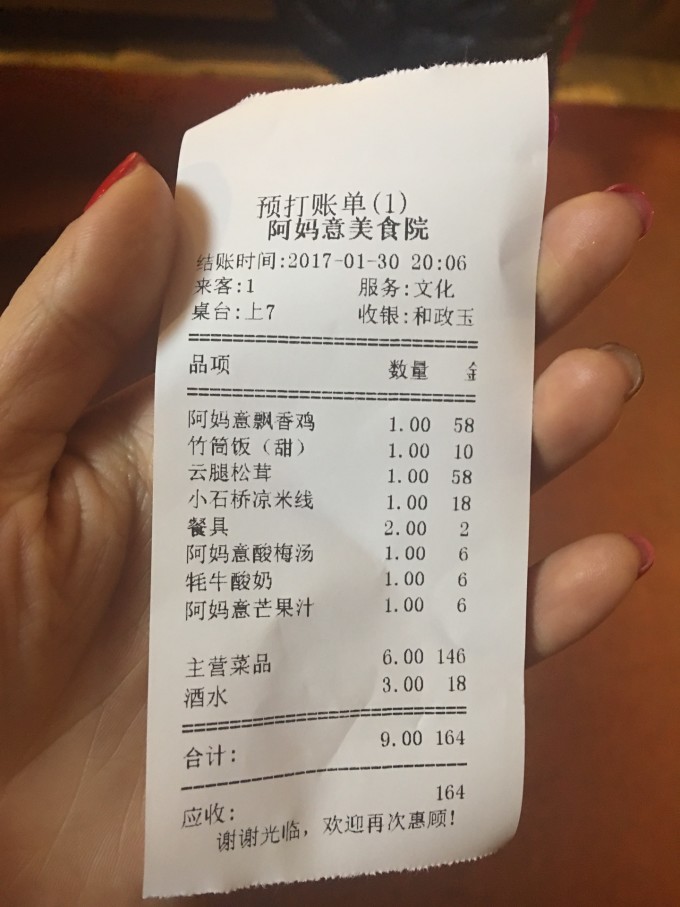 预打账单(1)
阿妈意美食院
结账时间:2017-01-30 20:06
来客:1 服务:文化
桌台:上7 收银:和政玉
================================
品项 数量 金
================================
阿妈意飘香鸡 1.00 58
竹筒饭（甜） 1.00 10
云腿松茸 1.00 58
小石桥凉米线 1.00 18
餐具 2.00 2
阿妈意酸梅汤 1.00 6
牦牛酸奶 1.00 6
阿妈意芒果汁 1.00 6
主营菜品 6.00 146
酒水 3.00 18
================================
合计: 9.00 164
--------------------------------
应收: 164
谢谢光临，欢迎再次惠顾!